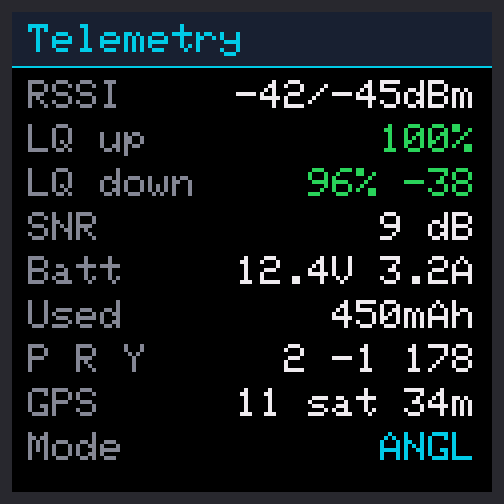 Telemetry
RSSI -42/-45dBm
LQ up 100%
LQ down 96% -38
SNR 9 dB
Batt 12.4V 3.2A
Used 450mAh
P R Y 2 -1 178
GPS 11 sat 34m
Mode ANGL